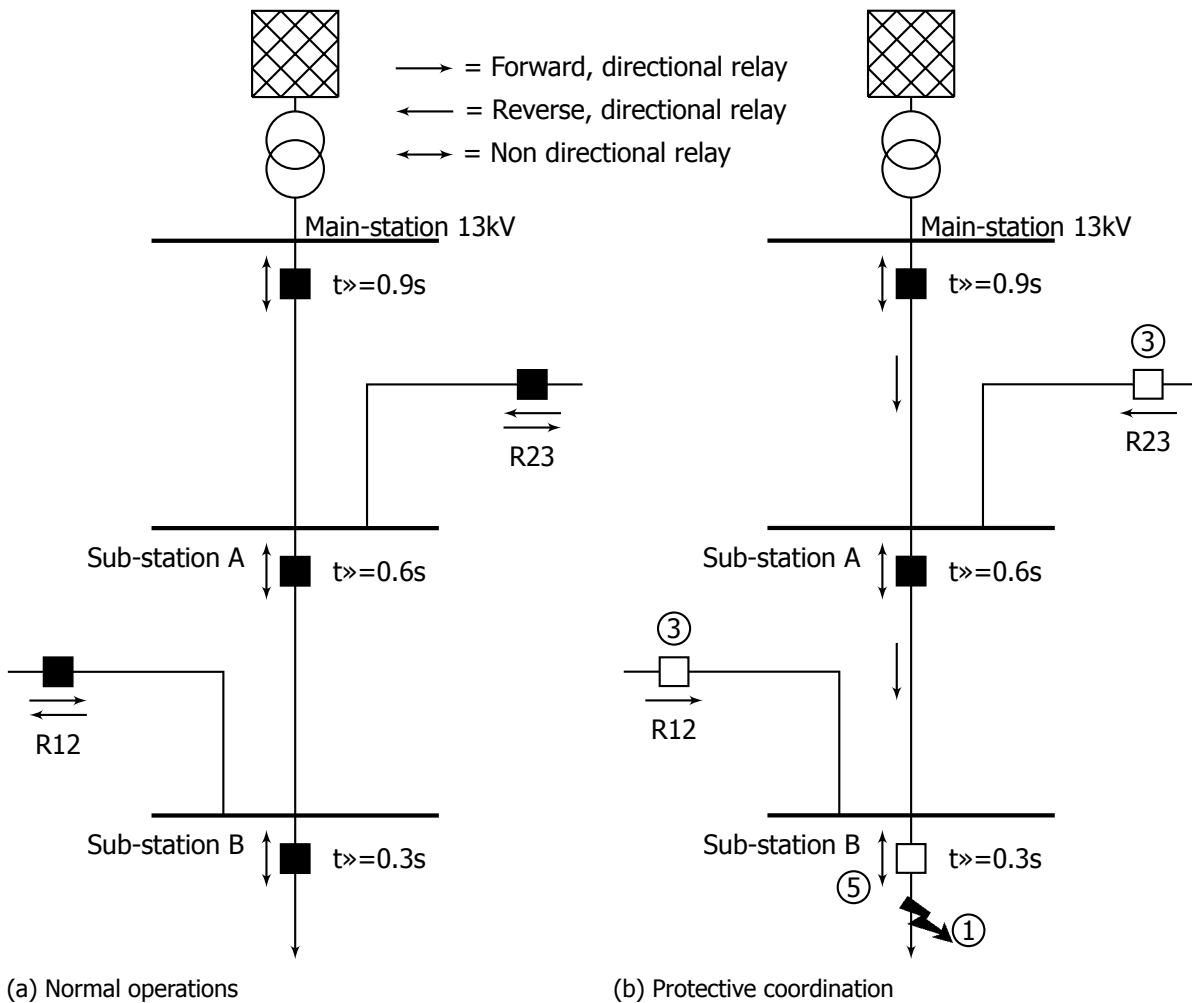 = Forward, directional relay
= Reverse, directional relay
= Non directional relay
Main-station 13kV
t»=0.9s
R23
Sub-station A
t»=0.6s
R12
Sub-station B
t»=0.3s
(a) Normal operations
Main-station 13kV
t»=0.9s
3
R23
Sub-station A
t»=0.6s
3
R12
Sub-station B
t»=0.3s
5
1
(b) Protective coordination